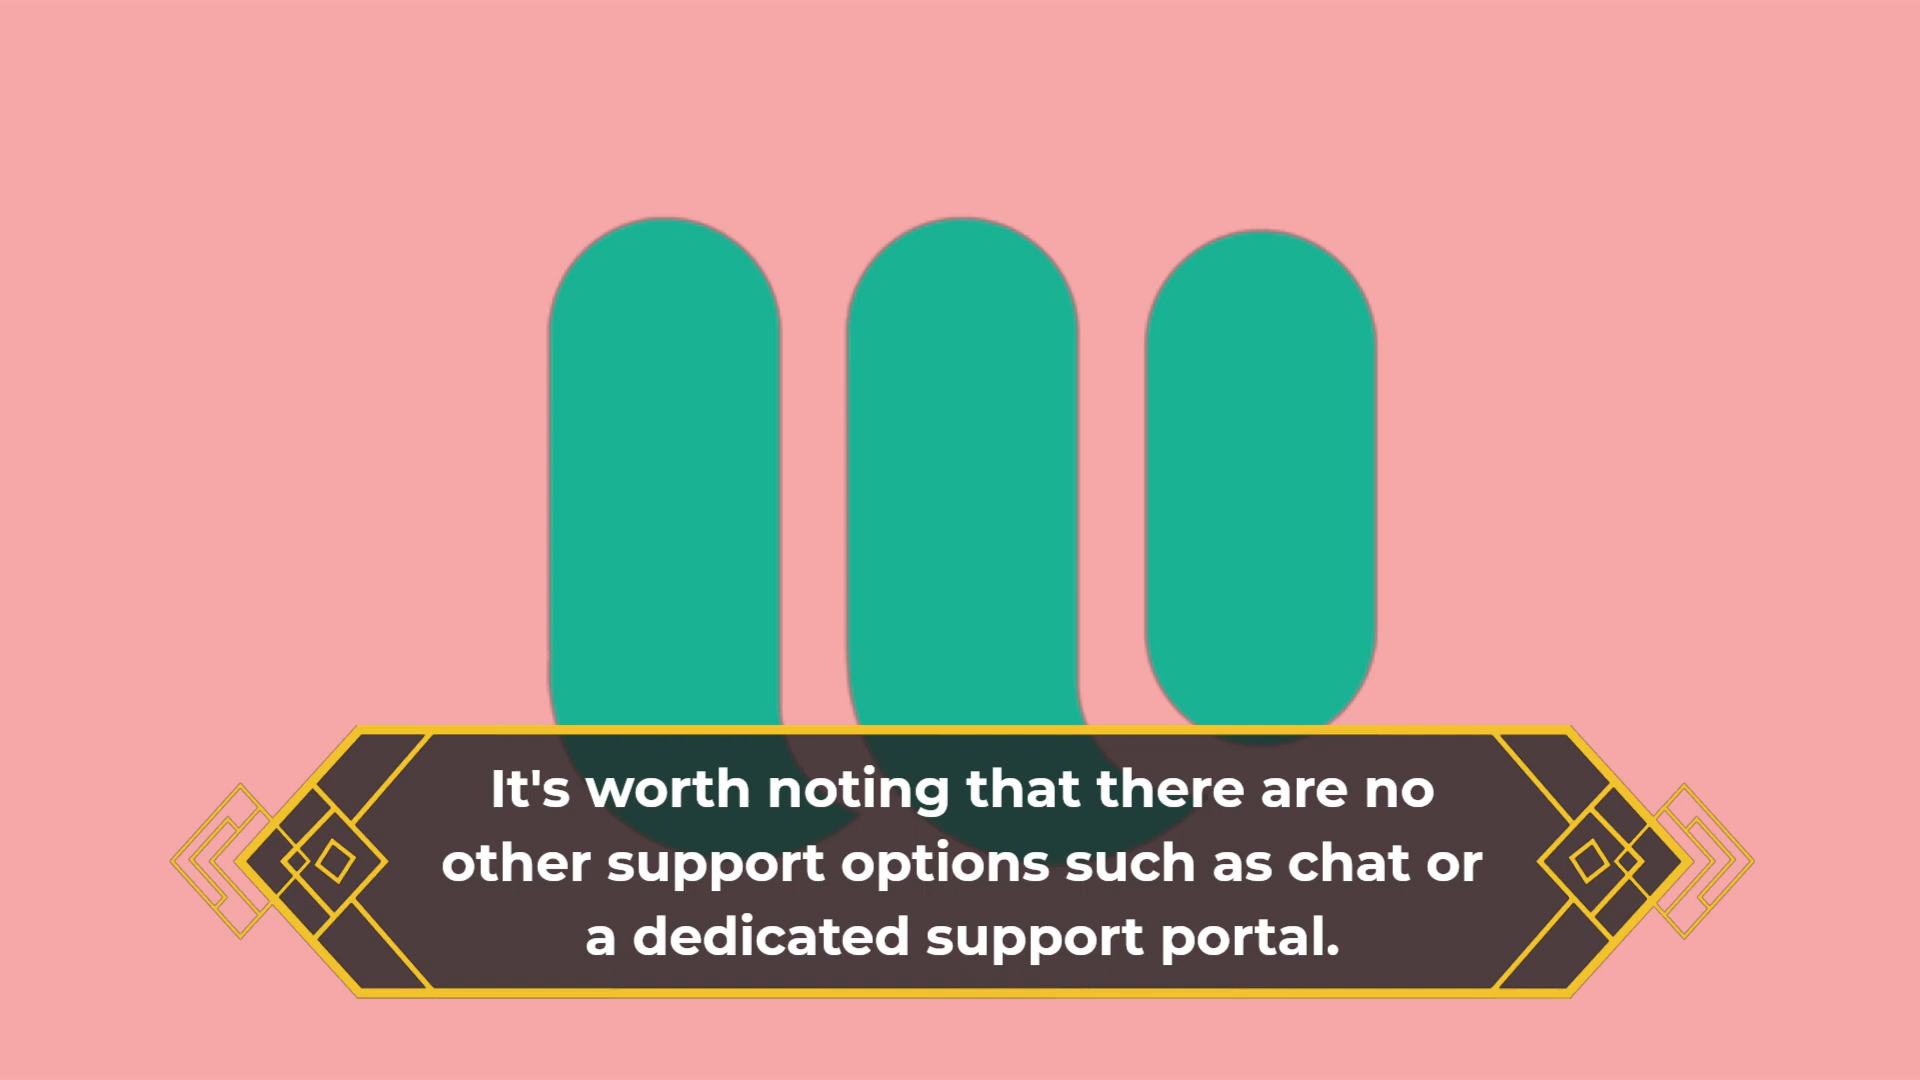 It's worth noting that there are no
other support options such as chat or
a dedicated support portal.